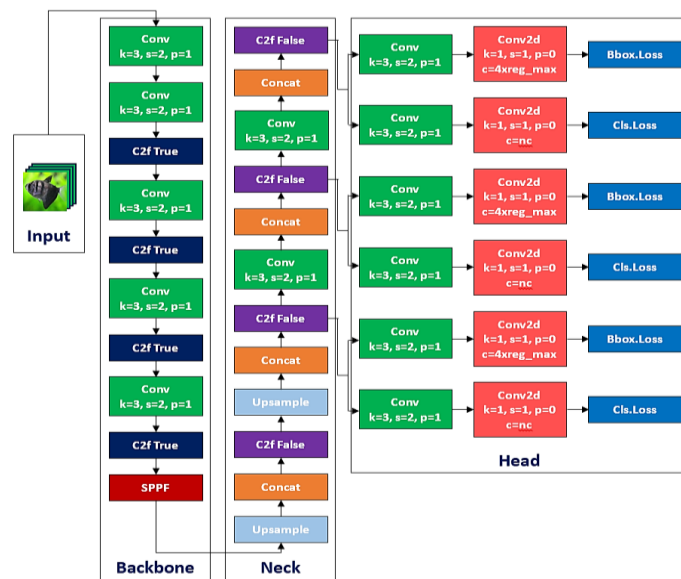 Input
Conv
k=3, s=2, p=1
Conv
k=3, s=2, p=1
C2f True
Conv
k=3, s=2, p=1
C2f True
Conv
k=3, s=2, p=1
C2f True
Conv
k=3, s=2, p=1
C2f True
SPPF
Backbone
C2f False
Concat
Conv
k=3, s=2, p=1
C2f False
Concat
Conv
k=3, s=2, p=1
C2f False
Concat
Upsample
C2f False
Concat
Upsample
Neck
Conv
k=3, s=2, p=1
Conv2d
k=1, s=1, p=0
c=4xreg_max
Bbox.Loss
Conv
k=3, s=2, p=1
Conv2d
k=1, s=1, p=0
c=nc
Cls.Loss
Conv
k=3, s=2, p=1
Conv2d
k=1, s=1, p=0
c=4xreg_max
Bbox.Loss
Conv
k=3, s=2, p=1
Conv2d
k=1, s=1, p=0
c=nc
Cls.Loss
Conv
k=3, s=2, p=1
Conv2d
k=1, s=1, p=0
c=4xreg_max
Bbox.Loss
Conv
k=3, s=2, p=1
Conv2d
k=1, s=1, p=0
c=nc
Cls.Loss
Head